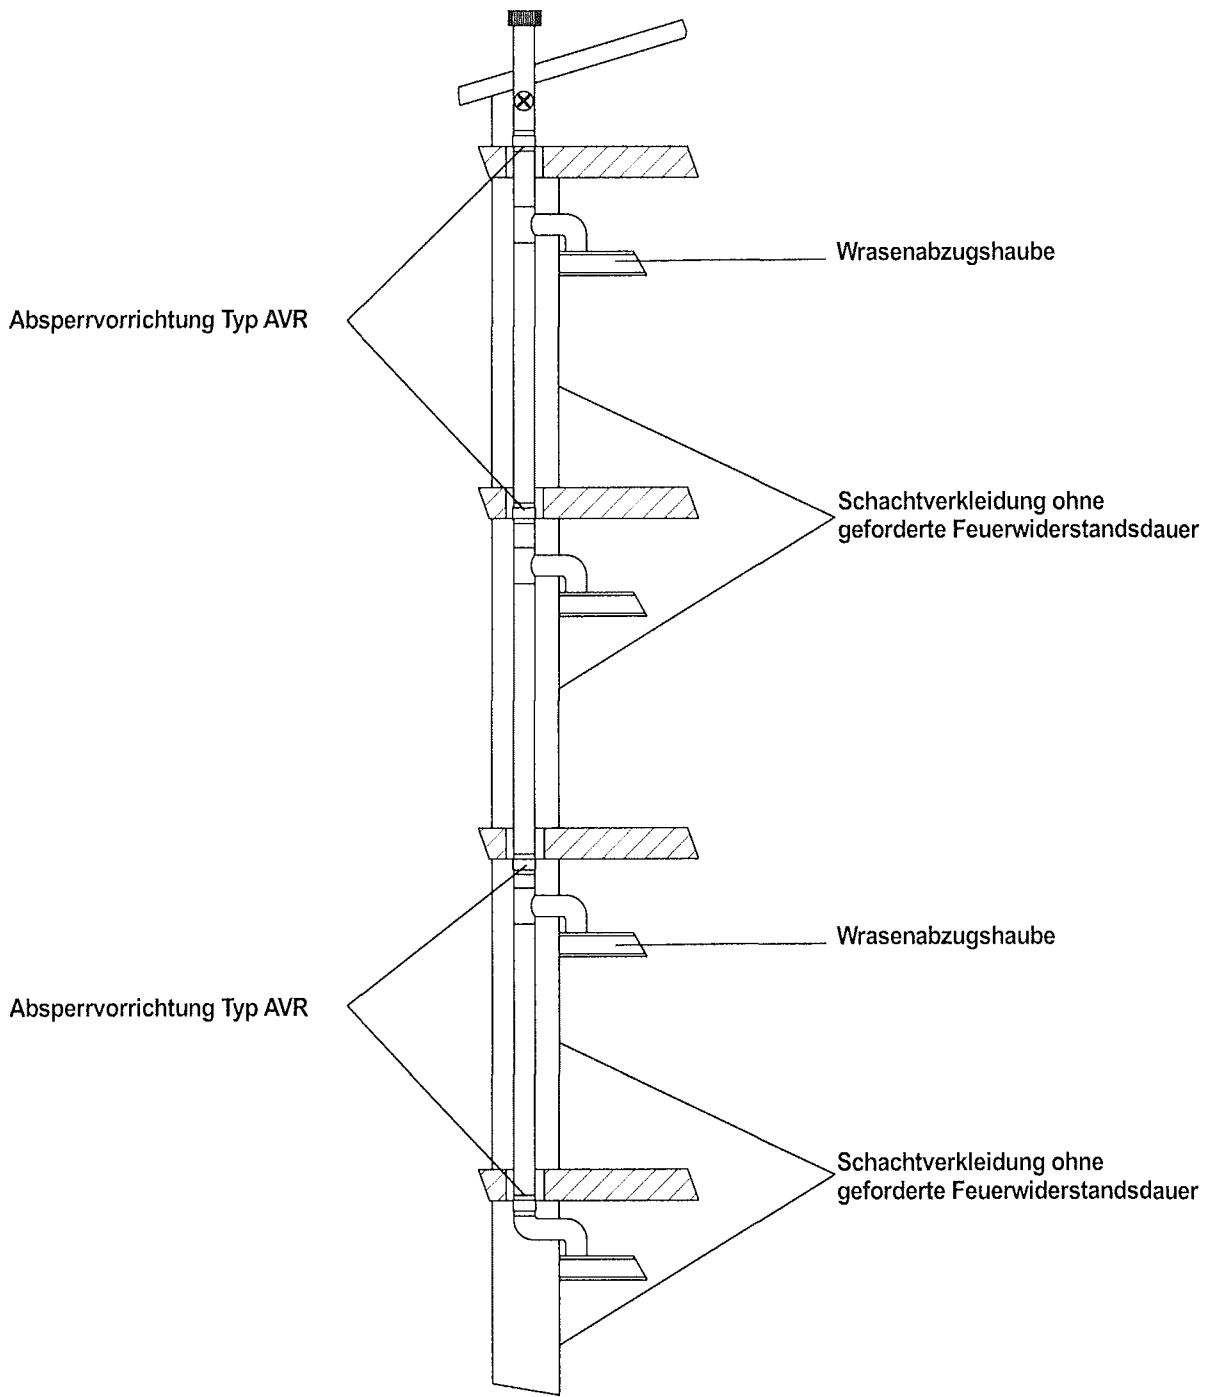 Wrasenabzugshaube
Absperrvorrichtung Typ AVR
Schachtverkleidung ohne
geforderte Feuerwiderstandsdauer
Wrasenabzugshaube
Absperrvorrichtung Typ AVR
Schachtverkleidung ohne
geforderte Feuerwiderstandsdauer